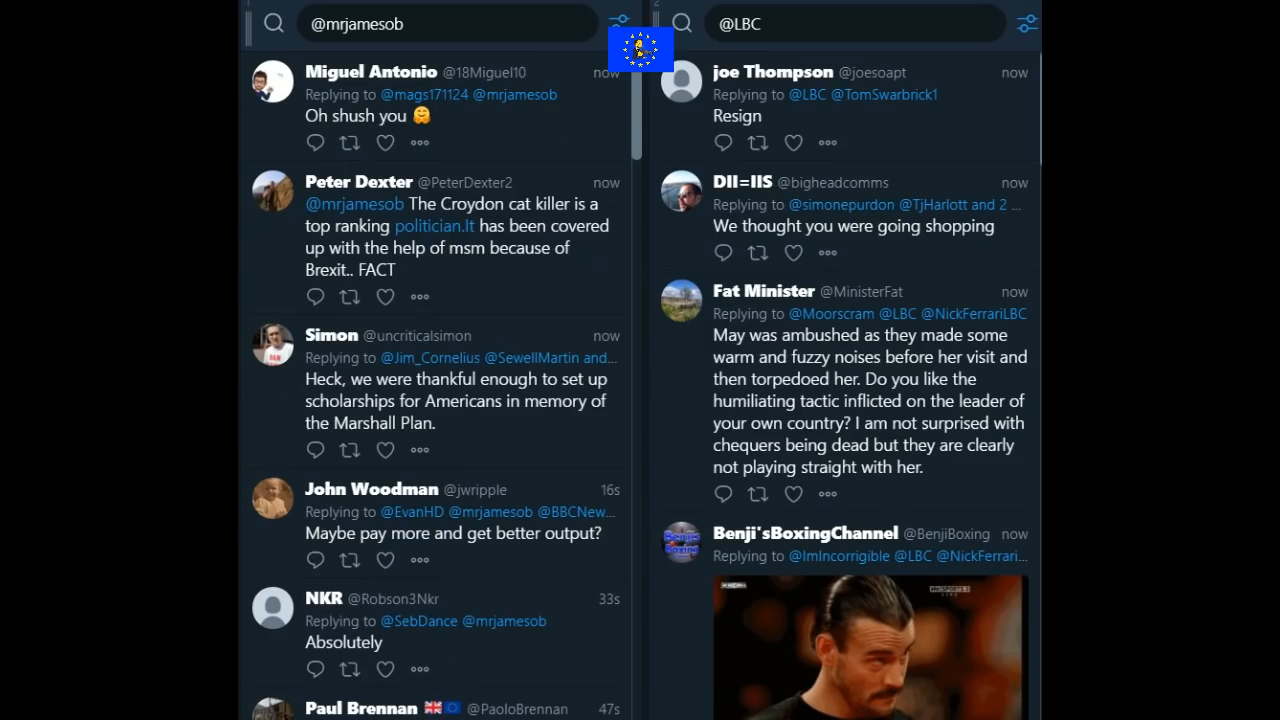 @mrjamesob
Miguel Antonio @18Miguel10 now
Replying to @mags171124 @mrjamesob
Oh shush you 🤗
Peter Dexter @PeterDexter2 now
@mrjamesob The Croydon cat killer is a
top ranking politician.It has been covered
up with the help of msm because of
Brexit.. FACT
Simon @uncriticalsimon now
Replying to @Jim_Cornelius @SewellMartin and...
Heck, we were thankful enough to set up
scholarships for Americans in memory of
the Marshall Plan.
John Woodman @jwripple 16s
Replying to @EvanHD @mrjamesob @BBCNew...
Maybe pay more and get better output?
NKR @Robson3Nkr 33s
Replying to @SebDance @mrjamesob
Absolutely
Paul Brennan 🇬🇧🇪🇺 @PaoloBrennan 47s
2
@LBC
joe Thompson @joesoapt now
Replying to @LBC @TomSwarbrick1
Resign
DII=IIS @bigheadcomms now
Replying to @simonepurdon @TjHarlott and 2 ...
We thought you were going shopping
Fat Minister @MinisterFat now
Replying to @Moorscram @LBC @NickFerrariLBC
May was ambushed as they made some
warm and fuzzy noises before her visit and
then torpedoed her. Do you like the
humiliating tactic inflicted on the leader of
your own country? I am not surprised with
chequers being dead but they are clearly
not playing straight with her.
Benji'sBoxingChannel @BenjiBoxing now
Replying to @ImIncorrigible @LBC @NickFerrari...
Benji's
Boxing